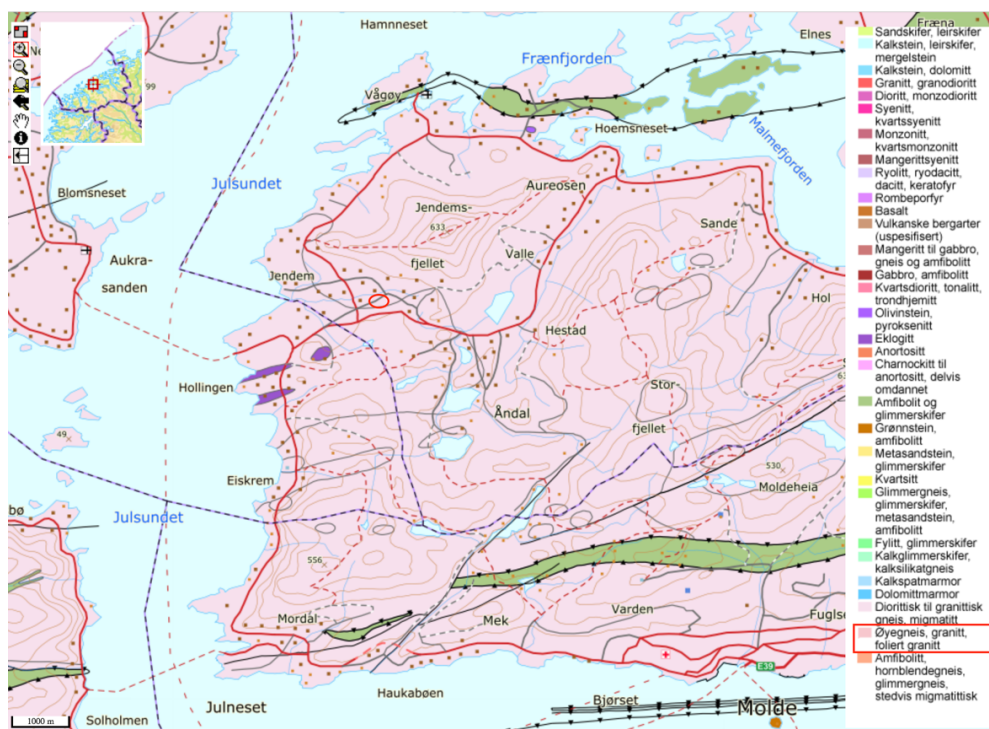 Hamnneset
Fræna
Elnes
Frænfjorden
99
Vågøy
Hoemsneset
Malmefjorden
Julsundet
Blomsneset
Aureosen
Jendems-
633
fjellet
Sande
Valle
Aukra-
sanden
Jendem
Hol
Hestad
Hollingen
Stor-
fjellet
Åndal
49
Eiskrem
530
Moldeheia
bø
Julsundet
556
Mordal
Mek
Varden
Fuglse
E39
Haukabøen
Bjørset
Julneset
Molde
1000 m
Solholmen
Sandskifer, leirskifer
Kalkstein, leirskifer,
mergelstein
Kalkstein, dolomitt
Granitt, granodioritt
Dioritt, monzodioritt
Syenitt,
kvartssyenitt
Monzonitt,
kvartsmonzonitt
Mangerittsyenitt
Ryolitt, ryodacitt,
dacitt, keratofyr
Rombeporfyr
Basalt
Vulkanske bergarter
(uspesifisert)
Mangeritt til gabbro,
gneis og amfibolitt
Gabbro, amfibolitt
Kvartsdioritt, tonalitt,
trondhjemitt
Olivinstein,
pyroksenitt
Eklogitt
Anortositt
Charnockitt til
anortositt, delvis
omdannet
Amfibolit og
glimmerskifer
Grønnstein,
amfibolitt
Metasandstein,
glimmerskifer
Kvartsitt
Glimmergneis,
glimmerskifer,
metasandstein,
amfibolitt
Fylitt, glimmerskifer
Kalkglimmerskifer,
kalksilikatgneis
Kalkspatmarmor
Dolomittmarmor
Diorittisk til granittisk
gneis, migmatitt
Øyegneis, granitt,
foliert granitt
Amfibolitt,
hornblendegneis,
glimmergneis,
stedvis migmatittisk